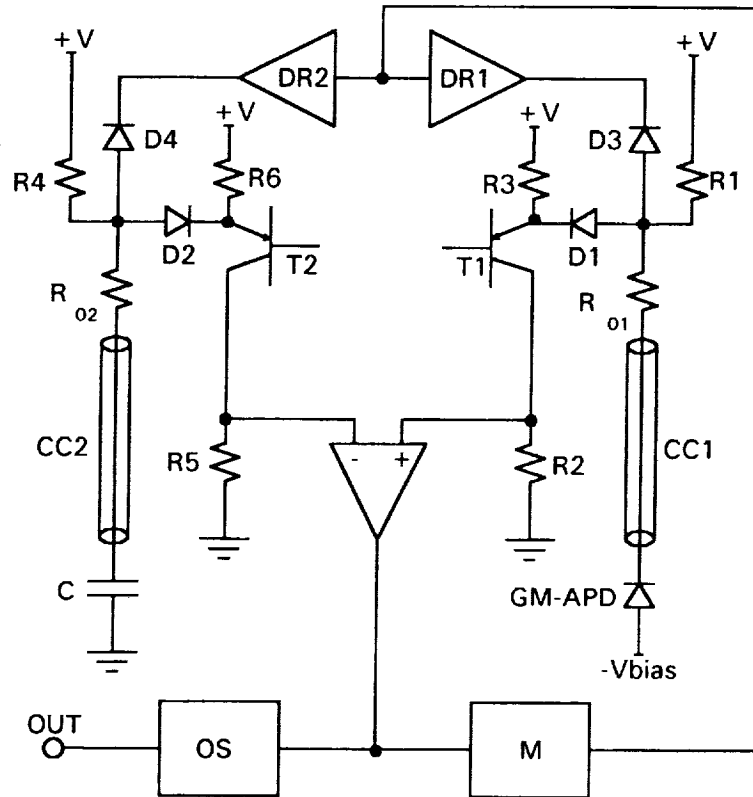 +V
DR2
DR1
+V
D4
+V
+V
D3
R4
R6
R3
R1
D2
T2
T1
D1
R02
R01
CC2
R5
-
+
R2
CC1
C
GM-APD
-Vbias
OUT
OS
M